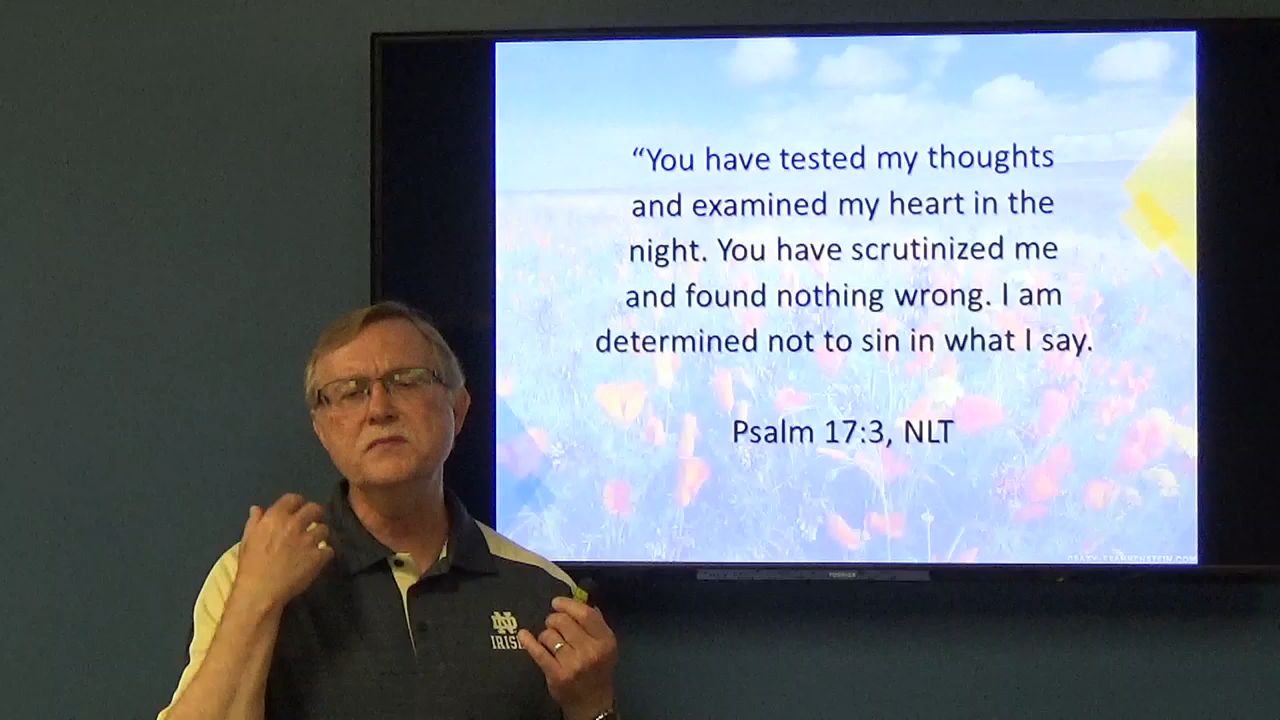 “You have tested my thoughts
and examined my heart in the
night. You have scrutinized me
and found nothing wrong. I am
determined not to sin in what I say.
Psalm 17:3, NLT
TOSHIBA
ND
IRISH